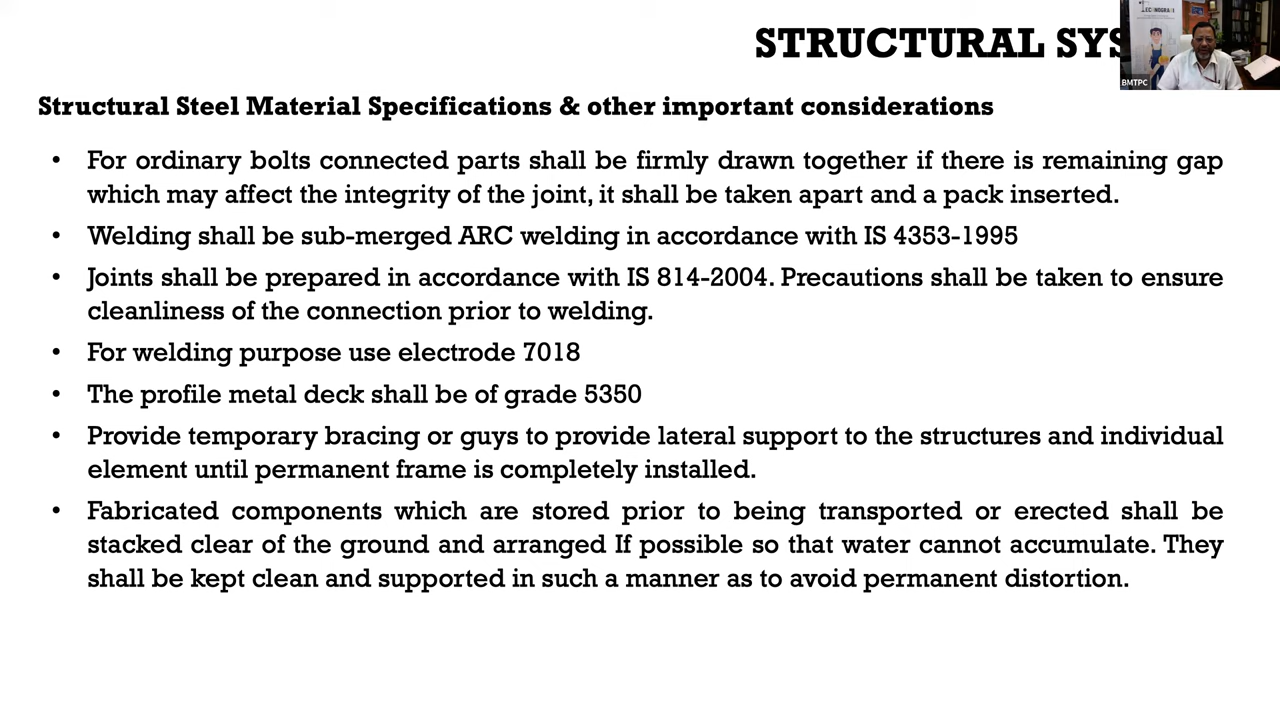 STRUCTURAL SYS
Structural Steel Material Specifications & other important considerations
• For ordinary bolts connected parts shall be firmly drawn together if there is remaining gap
which may affect the integrity of the joint, it shall be taken apart and a pack inserted.
• Welding shall be sub-merged ARC welding in accordance with IS 4353-1995
• Joints shall be prepared in accordance with IS 814-2004. Precautions shall be taken to ensure
cleanliness of the connection prior to welding.
• For welding purpose use electrode 7018
• The profile metal deck shall be of grade 5350
• Provide temporary bracing or guys to provide lateral support to the structures and individual
element until permanent frame is completely installed.
• Fabricated components which are stored prior to being transported or erected shall be
stacked clear of the ground and arranged If possible so that water cannot accumulate. They
shall be kept clean and supported in such a manner as to avoid permanent distortion.
BMTPC